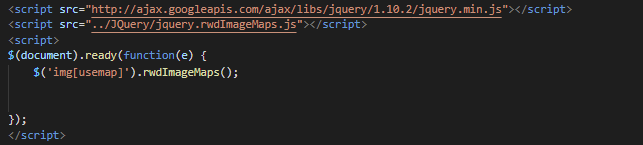 <script src="http://ajax.googleapis.com/ajax/libs/jquery/1.10.2/jquery.min.js"></script>
<script src="../JQuery/jquery.rwdImageMaps.js"></script>
<script>
$(document).ready(function(e) {
    $('img[usemap]').rwdImageMaps();
});
</script>